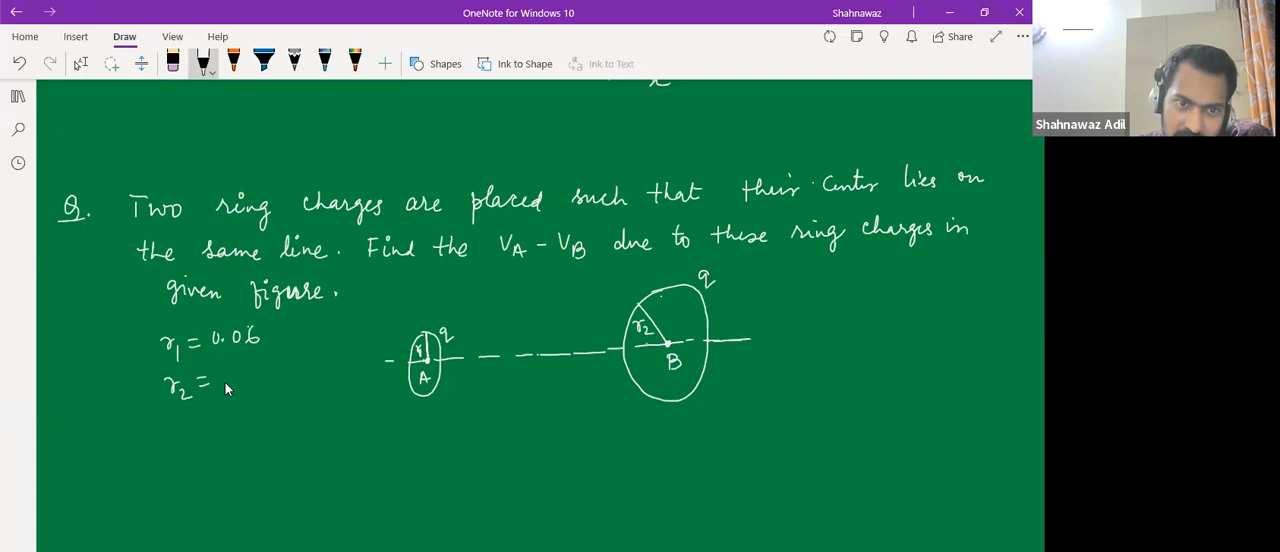 OneNote for Windows 10
Shahnawaz
Home Insert Draw View Help
Shapes Ink to Shape Ink to Text Share
Shahnawaz Adil
Q. Two ring charges are placed such that their center lies on
the same line. Find the VA - VB due to these ring charges in
given figure.
r1 = 0.06
r2 =
q
r1
A
q
r2
B